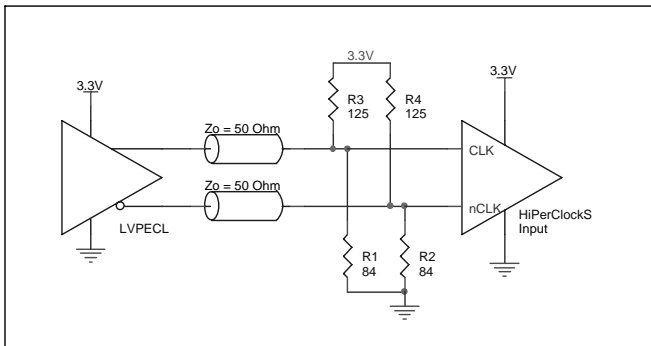 3.3V
3.3V
3.3V
R3
125
R4
125
Zo = 50 Ohm
CLK
Zo = 50 Ohm
nCLK
HiPerClockS
Input
LVPECL
R1
84
R2
84